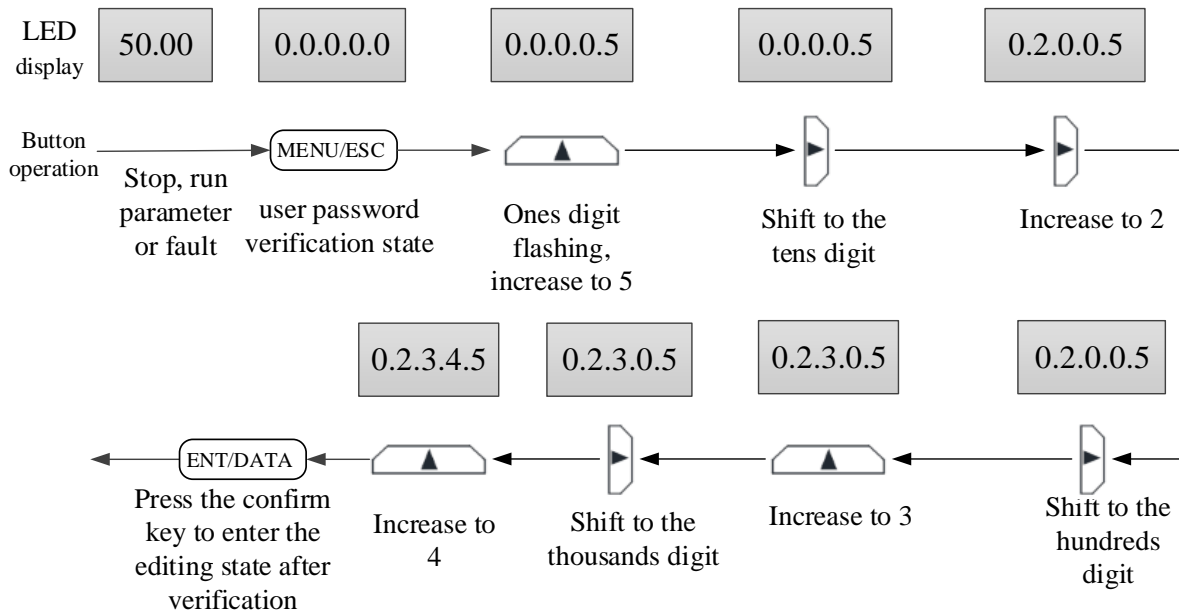 LED
display
50.00
0.0.0.0.0
0.0.0.0.5
0.0.0.0.5
0.2.0.0.5
Button
operation
MENU/ESC
Stop, run
parameter
or fault
user password
verification state
Ones digit
flashing,
increase to 5
Shift to the
tens digit
Increase to 2
0.2.3.4.5
0.2.3.0.5
0.2.3.0.5
0.2.0.0.5
ENT/DATA
Press the confirm
key to enter the
editing state after
verification
Increase to
4
Shift to the
thousands digit
Increase to 3
Shift to the
hundreds
digit